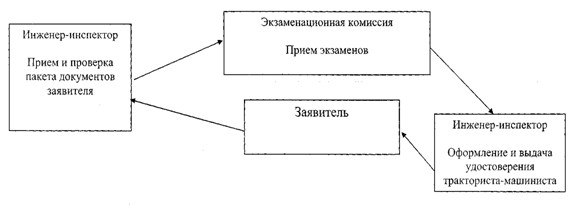 Инженер-инспектор
Прием и проверка
пакета документов
заявителя
Экзаменационная комиссия
Прием экзаменов
Заявитель
Инженер-инспектор
Оформление и выдача
удостоверения
тракториста-машиниста